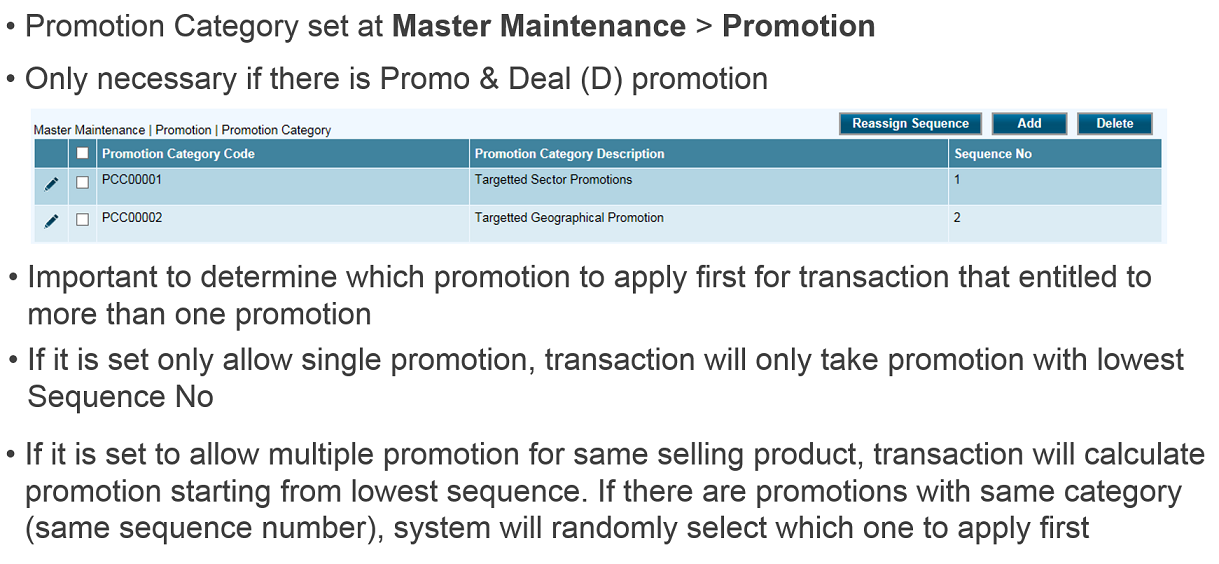 • Promotion Category set at Master Maintenance > Promotion
• Only necessary if there is Promo & Deal (D) promotion
Master Maintenance | Promotion | Promotion Category
Reassign Sequence Add Delete
Promotion Category Code Promotion Category Description Sequence No
PCC00001 Targetted Sector Promotions 1
PCC00002 Targetted Geographical Promotion 2
• Important to determine which promotion to apply first for transaction that entitled to
more than one promotion
• If it is set only allow single promotion, transaction will only take promotion with lowest
Sequence No
• If it is set to allow multiple promotion for same selling product, transaction will calculate
promotion starting from lowest sequence. If there are promotions with same category
(same sequence number), system will randomly select which one to apply first